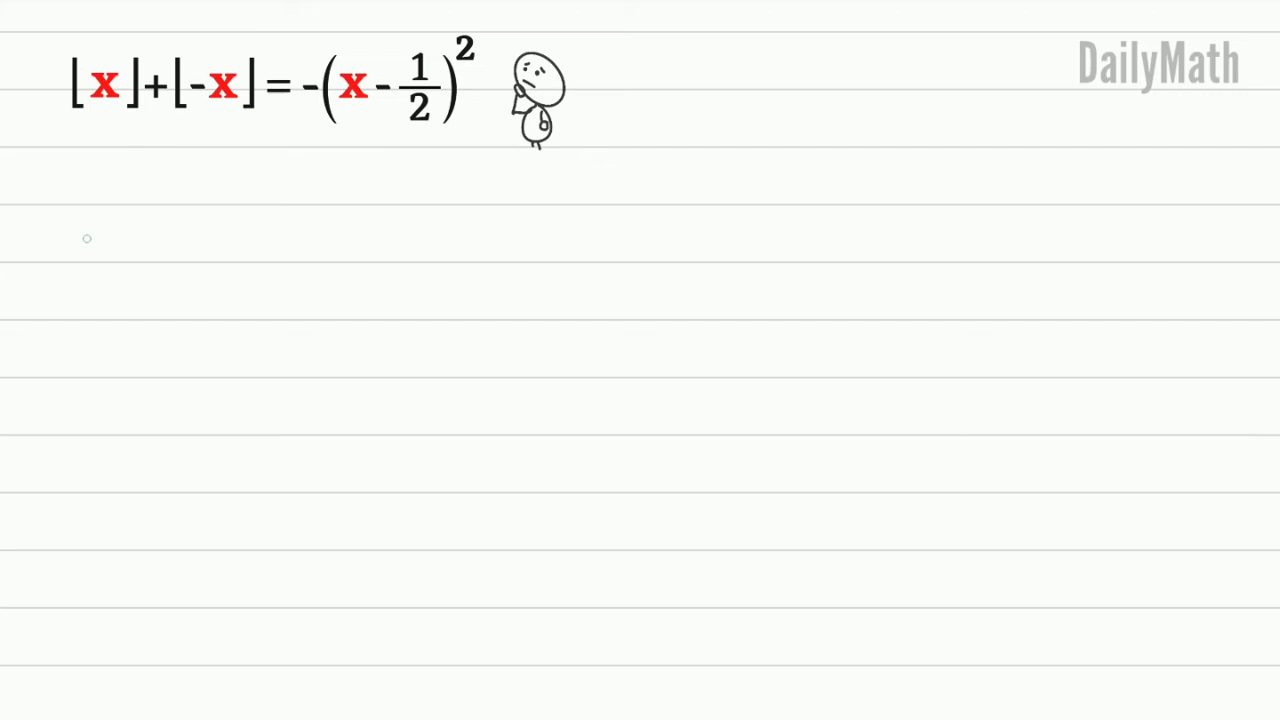 ⌊x⌋+⌊-x⌋ = -(x - 1/2)²
DailyMath